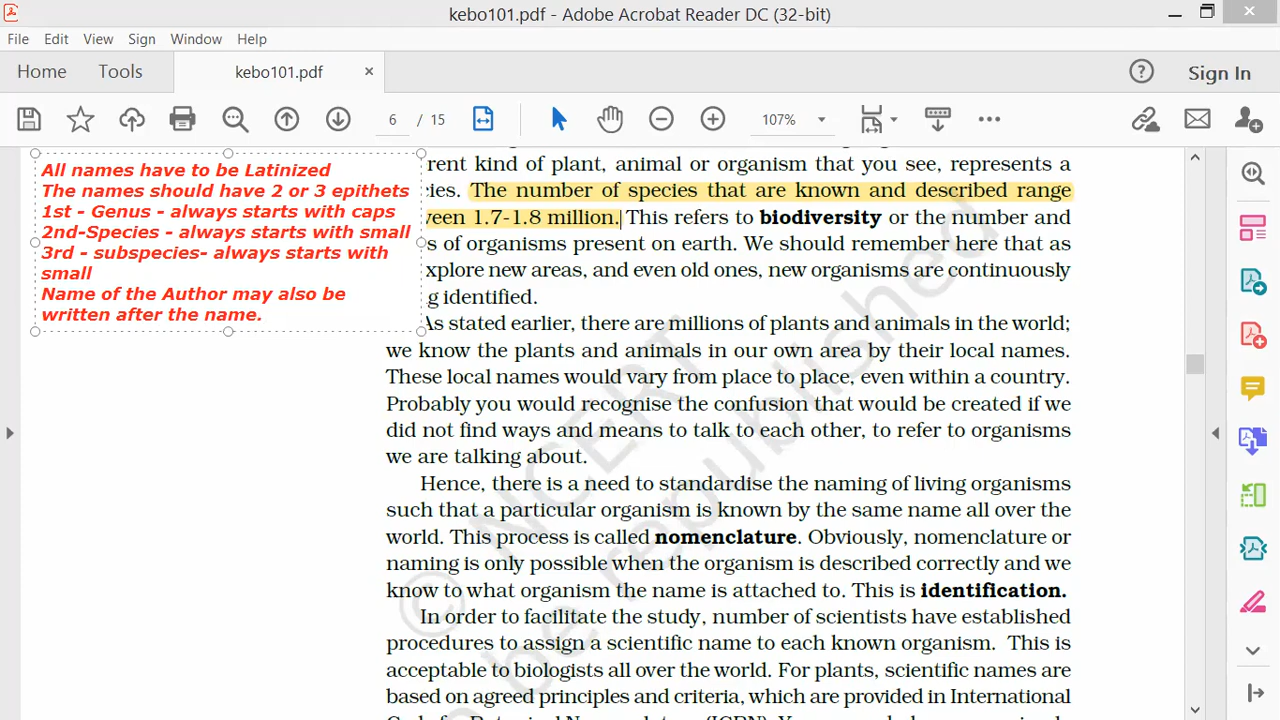 kebo101.pdf - Adobe Acrobat Reader DC (32-bit)
File Edit View Sign Window Help
Home Tools kebo101.pdf × Sign In
6 / 15 107%
All names have to be Latinized
The names should have 2 or 3 epithets
1st - Genus - always starts with caps
2nd-Species - always starts with small
3rd - subspecies- always starts with
small
Name of the Author may also be
written after the name.
rent kind of plant, animal or organism that you see, represents a
ies. The number of species that are known and described range
veen 1.7-1.8 million. This refers to biodiversity or the number and
s of organisms present on earth. We should remember here that as
explore new areas, and even old ones, new organisms are continuously
g identified.
As stated earlier, there are millions of plants and animals in the world;
we know the plants and animals in our own area by their local names.
These local names would vary from place to place, even within a country.
Probably you would recognise the confusion that would be created if we
did not find ways and means to talk to each other, to refer to organisms
we are talking about.
Hence, there is a need to standardise the naming of living organisms
such that a particular organism is known by the same name all over the
world. This process is called nomenclature. Obviously, nomenclature or
naming is only possible when the organism is described correctly and we
know to what organism the name is attached to. This is identification.
In order to facilitate the study, number of scientists have established
procedures to assign a scientific name to each known organism. This is
acceptable to biologists all over the world. For plants, scientific names are
based on agreed principles and criteria, which are provided in International
© NCERT
be republished